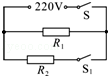 220V S
R₁
R₂ S₁